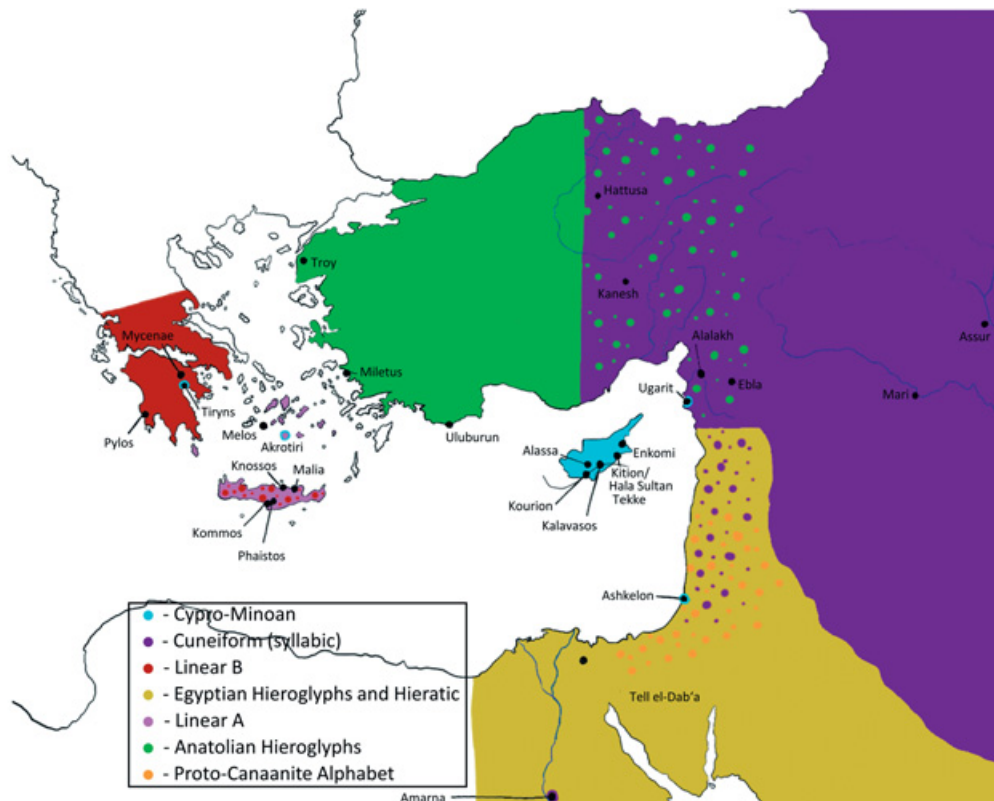 Hattusa
Troy
Kanesh
Mycenae
Alalakh
Assur
Miletus
Ebla
Mari
Ugarit
Tiryns
Pylos
Melos
Uluburun
Akrotiri
Alassa
Enkomi
Knossos
Malia
Kition/
Hala Sultan
Tekke
Kourion
Kalavasos
Kommos
Phaistos
Ashkelon
- Cypro-Minoan
- Cuneiform (syllabic)
- Linear B
- Egyptian Hieroglyphs and Hieratic
- Linear A
- Anatolian Hieroglyphs
- Proto-Canaanite Alphabet
Tell el-Dab‘a
Amarna